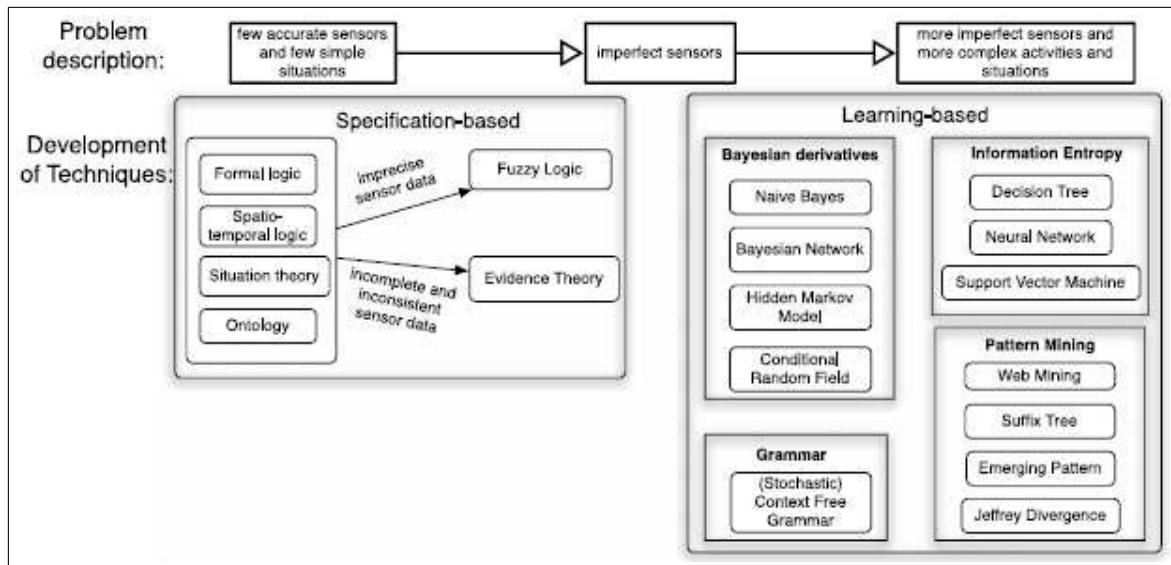 Problem
description:
few accurate sensors
and few simple
situations
imperfect sensors
more imperfect sensors and
more complex activities and
situations
Development
of Techniques:
Specification-based
Formal logic
Spatio-
temporal logic
Situation theory
Ontology
imprecise
sensor data
incomplete and
inconsistent
sensor data
Fuzzy Logic
Evidence Theory
Learning-based
Bayesian derivatives
Naive Bayes
Bayesian Network
Hidden Markov
Model
Conditional
Random Field
Grammar
(Stochastic)
Context Free
Grammar
Information Entropy
Decision Tree
Neural Network
Support Vector Machine
Pattern Mining
Web Mining
Suffix Tree
Emerging Pattern
Jeffrey Divergence